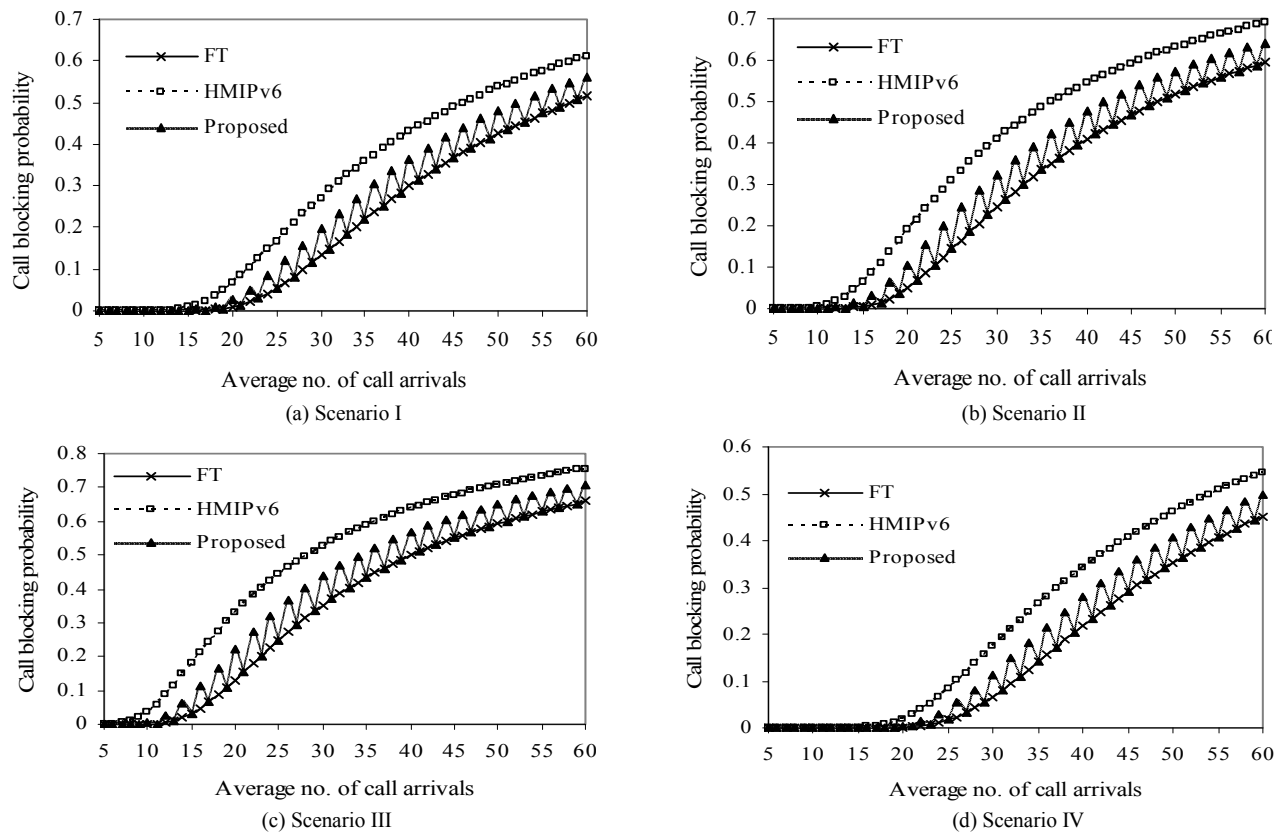 Call blocking probability
0.7
0.6
0.5
0.4
0.3
0.2
0.1
0
FT
HMIPv6
Proposed
5 10 15 20 25 30 35 40 45 50 55 60
Average no. of call arrivals
(a) Scenario I
Call blocking probability
0.7
0.6
0.5
0.4
0.3
0.2
0.1
0
FT
HMIPv6
Proposed
5 10 15 20 25 30 35 40 45 50 55 60
Average no. of call arrivals
(b) Scenario II
Call blocking probability
0.8
0.7
0.6
0.5
0.4
0.3
0.2
0.1
0
FT
HMIPv6
Proposed
5 10 15 20 25 30 35 40 45 50 55 60
Average no. of call arrivals
(c) Scenario III
Call blocking probability
0.6
0.5
0.4
0.3
0.2
0.1
0
FT
HMIPv6
Proposed
5 10 15 20 25 30 35 40 45 50 55 60
Average no. of call arrivals
(d) Scenario IV